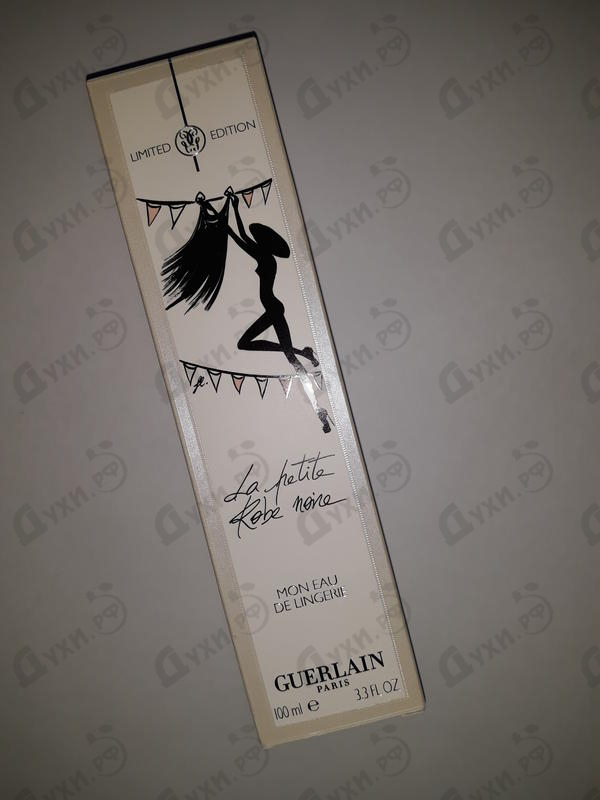 LIMITED EDITION
La petite
Robe noire
MON EAU
DE LINGERIE
GUERLAIN
PARIS
100 ml e 3.3 FL OZ
Духи.РФ